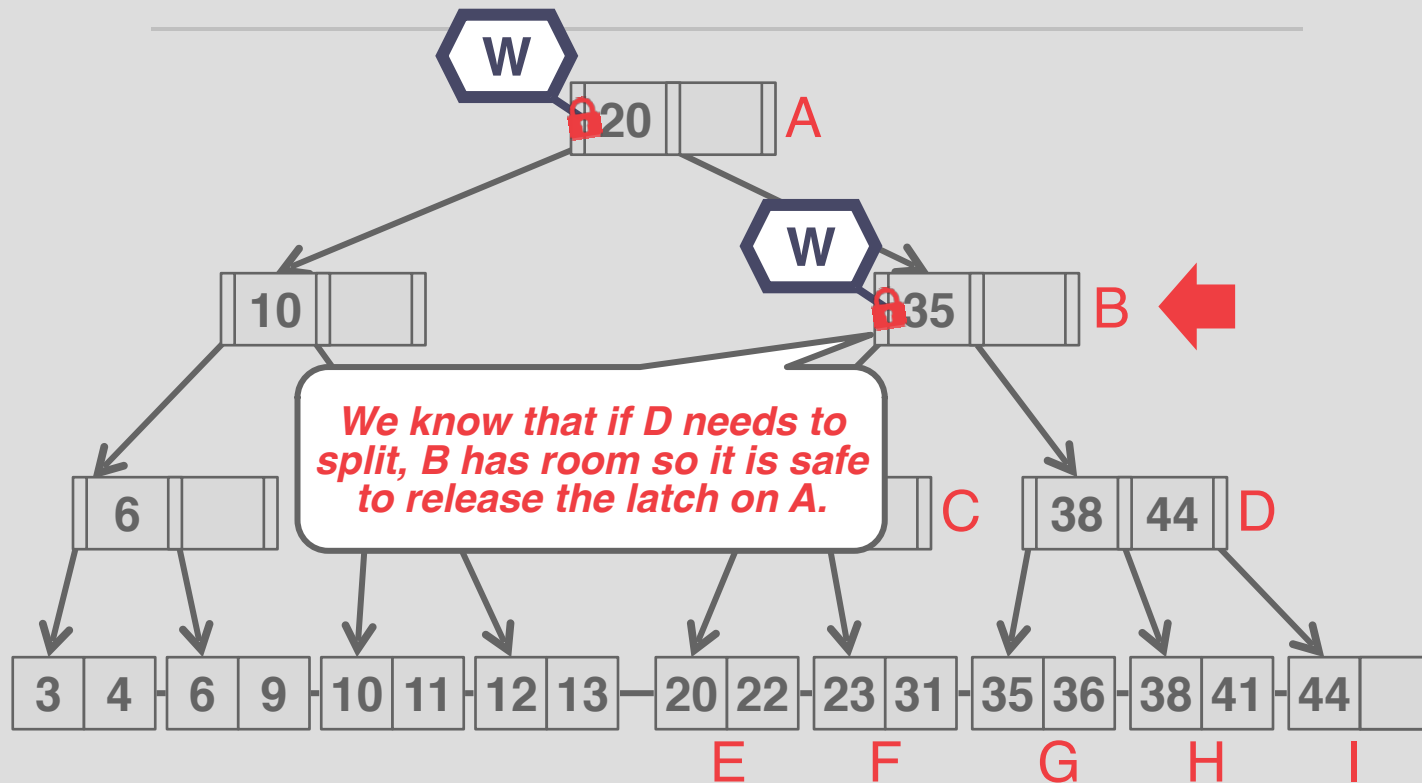 W
20 A
W
10
35 B
We know that if D needs to
split, B has room so it is safe
to release the latch on A.
6
C
38 44 D
3 4 6 9 10 11 12 13 20 22 23 31 35 36 38 41 44
E F G H I